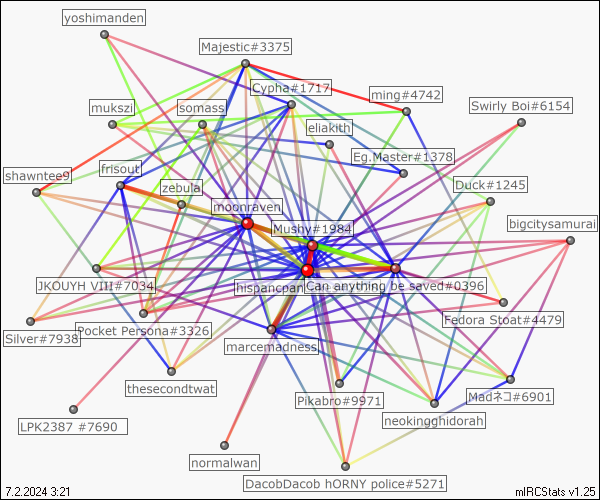 yoshimanden
Majestic#3375
Cypha#1717
ming#4742
Swirly Boi#6154
mukszi
somass
eliakith
Eg.Master#1378
shawntee9
frisout
zebula
Duck#1245
moonraven
Mushy#1984
bigcitysamurai
JKOUYH VIII#7034
hispancpan
Can anything be saved#0396
Pocket Persona#3326
Fedora Stoat#4479
Silver#7938
marcemadness
thesecondtwat
Pikabro#9971
Madネコ#6901
neokingghidorah
LPK2387 #7690
normalwan
DacobDacob hORNY police#5271
7.2.2024 3:21
mIRCStats v1.25